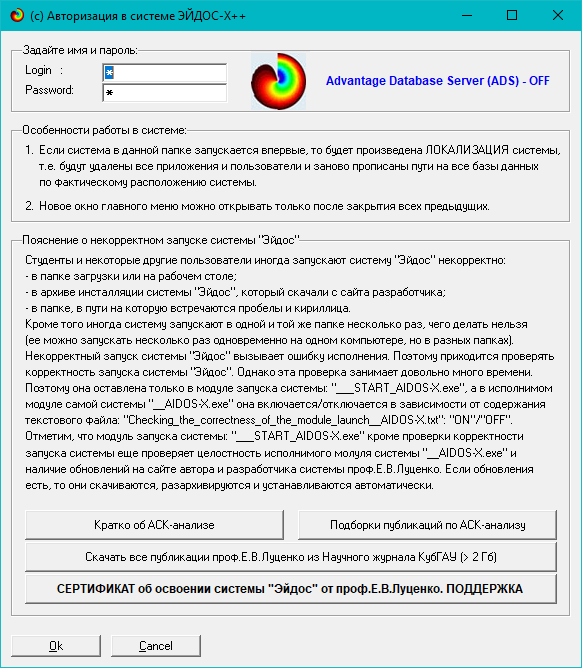 (c) Авторизация в системе ЭЙДОС-X++
Задайте имя и пароль:
Login :
*
Password:
*
Advantage Database Server (ADS) - OFF
Особенности работы в системе:
1. Если система в данной папке запускается впервые, то будет произведена ЛОКАЛИЗАЦИЯ системы,
т.е. будут удалены все приложения и пользователи и заново прописаны пути на все базы данных
по фактическому расположению системы.
2. Новое окно главного меню можно открывать только после закрытия всех предыдущих.
Пояснение о некорректном запуске системы "Эйдос"
Студенты и некоторые другие пользователи иногда запускают систему "Эйдос" некорректно:
- в папке загрузки или на рабочем столе;
- в архиве инсталляции системы "Эйдос", который скачали с сайта разработчика;
- в папке, в пути на которую встречаются пробелы и кириллица.
Кроме того иногда систему запускают в одной и той же папке несколько раз, чего делать нельзя
(ее можно запускать несколько раз одновременно на одном компьютере, но в разных папках).
Некорректный запуск системы "Эйдос" вызывает ошибку исполнения. Поэтому приходится проверять
корректность запуска системы "Эйдос". Однако эта проверка занимает довольно много времени.
Поэтому она оставлена только в модуле запуска системы: "___START_AIDOS-X.exe", а в исполнимом
модуле самой системы "__AIDOS-X.exe" она включается/отключается в зависимости от содержания
текстового файла: "Checking_the_correctness_of_the_module_launch__AIDOS-X.txt": "ON"/"OFF".
Отметим, что модуль запуска системы: "___START_AIDOS-X.exe" кроме проверки корректности
запуска системы еще проверяет целостность исполнимого молуля системы "__AIDOS-X.exe" и
наличие обновлений на сайте автора и разработчика системы проф.Е.В.Луценко. Если обновления
есть, то они скачиваются, разархивируются и устанавливаются автоматически.
Кратко об АСК-анализе
Подборки публикаций по АСК-анализу
Скачать все публикации проф.Е.В.Луценко из Научного журнала КубГАУ (> 2 Гб)
СЕРТИФИКАТ об освоении системы "Эйдос" от проф.Е.В.Луценко. ПОДДЕРЖКА
Ok
Cancel